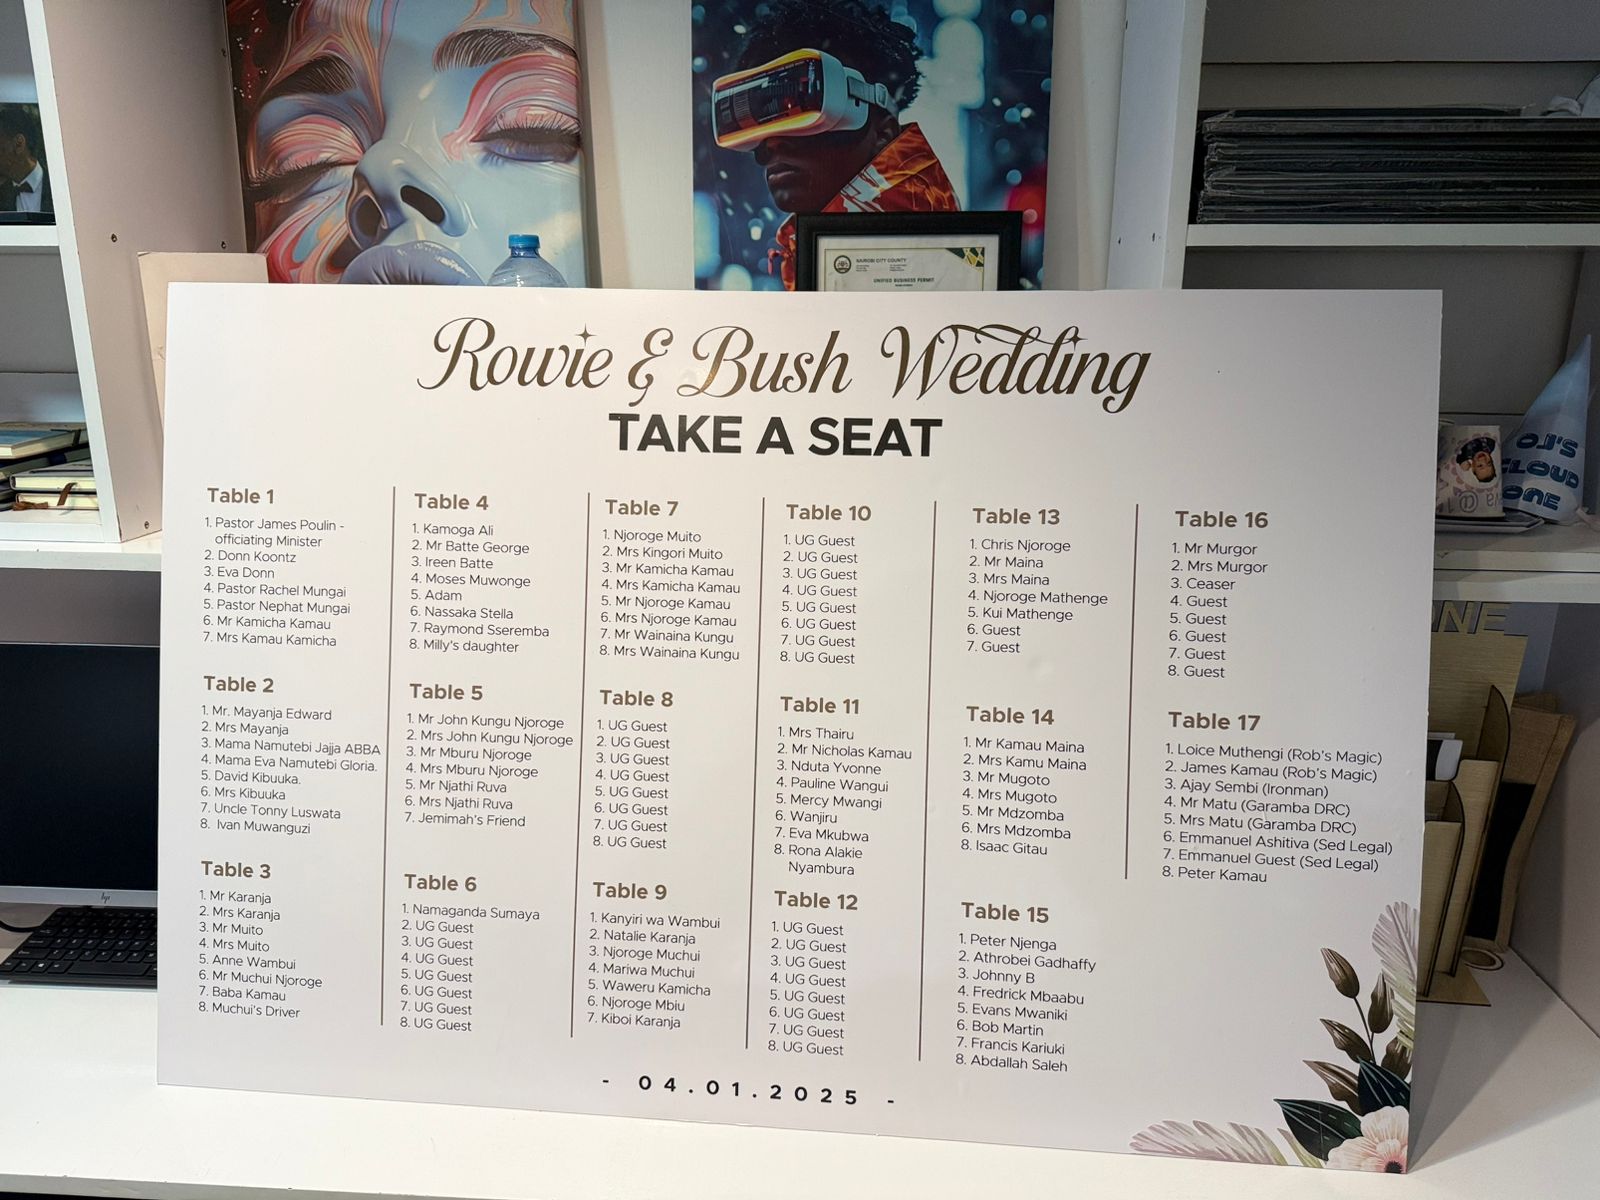 NAIROBI CITY COUNTY
UNIFIED BUSINESS PERMIT
Rowie & Bush Wedding
TAKE A SEAT
Table 1
1. Pastor James Poulin -
officiating Minister
2. Donn Koontz
3. Eva Donn
4. Pastor Rachel Mungai
5. Pastor Nephat Mungai
6. Mr Kamicha Kamau
7. Mrs Kamau Kamicha
Table 2
1. Mr. Mayanja Edward
2. Mrs Mayanja
3. Mama Namutebi Jajja ABBA
4. Mama Eva Namutebi Gloria.
5. David Kibuuka.
6. Mrs Kibuuka
7. Uncle Tonny Luswata
8. Ivan Muwanguzi
Table 3
1. Mr Karanja
2. Mrs Karanja
3. Mr Muito
4. Mrs Muito
5. Anne Wambui
6. Mr Muchui Njoroge
7. Baba Kamau
8. Muchui's Driver
Table 4
1. Kamoga Ali
2. Mr Batte George
3. Ireen Batte
4. Moses Muwonge
5. Adam
6. Nassaka Stella
7. Raymond Sseremba
8. Milly's daughter
Table 5
1. Mr John Kungu Njoroge
2. Mrs John Kungu Njoroge
3. Mr Mburu Njoroge
4. Mrs Mburu Njoroge
5. Mr Njathi Ruva
6. Mrs Njathi Ruva
7. Jemimah's Friend
Table 6
1. Namaganda Sumaya
2. UG Guest
3. UG Guest
4. UG Guest
5. UG Guest
6. UG Guest
7. UG Guest
8. UG Guest
Table 7
1. Njoroge Muito
2. Mrs Kingori Muito
3. Mr Kamicha Kamau
4. Mrs Kamicha Kamau
5. Mr Njoroge Kamau
6. Mrs Njoroge Kamau
7. Mr Wainaina Kungu
8. Mrs Wainaina Kungu
Table 8
1. UG Guest
2. UG Guest
3. UG Guest
4. UG Guest
5. UG Guest
6. UG Guest
7. UG Guest
8. UG Guest
Table 9
1. Kanyiri wa Wambui
2. Natalie Karanja
3. Njoroge Muchui
4. Mariwa Muchui
5. Waweru Kamicha
6. Njoroge Mbiu
7. Kiboi Karanja
Table 10
1. UG Guest
2. UG Guest
3. UG Guest
4. UG Guest
5. UG Guest
6. UG Guest
7. UG Guest
8. UG Guest
Table 11
1. Mrs Thairu
2. Mr Nicholas Kamau
3. Nduta Yvonne
4. Pauline Wangui
5. Mercy Mwangi
6. Wanjiru
7. Eva Mkubwa
8. Rona Alakie
Nyambura
Table 12
1. UG Guest
2. UG Guest
3. UG Guest
4. UG Guest
5. UG Guest
6. UG Guest
7. UG Guest
8. UG Guest
Table 13
1. Chris Njoroge
2. Mr Maina
3. Mrs Maina
4. Njoroge Mathenge
5. Kui Mathenge
6. Guest
7. Guest
Table 14
1. Mr Kamau Maina
2. Mrs Kamu Maina
3. Mr Mugoto
4. Mrs Mugoto
5. Mr Mdzomba
6. Mrs Mdzomba
8. Isaac Gitau
Table 15
1. Peter Njenga
2. Athrobei Gadhaffy
3. Johnny B
4. Fredrick Mbaabu
5. Evans Mwaniki
6. Bob Martin
7. Francis Kariuki
8. Abdallah Saleh
Table 16
1. Mr Murgor
2. Mrs Murgor
3. Ceaser
4. Guest
5. Guest
6. Guest
7. Guest
8. Guest
Table 17
1. Loice Muthengi (Rob's Magic)
2. James Kamau (Rob's Magic)
3. Ajay Sembi (Ironman)
4. Mr Matu (Garamba DRC)
5. Mrs Matu (Garamba DRC)
6. Emmanuel Ashitiva (Sed Legal)
7. Emmanuel Guest (Sed Legal)
8. Peter Kamau
- 04.01.2025 -
OJ'S
CLOUD
ONE
hp